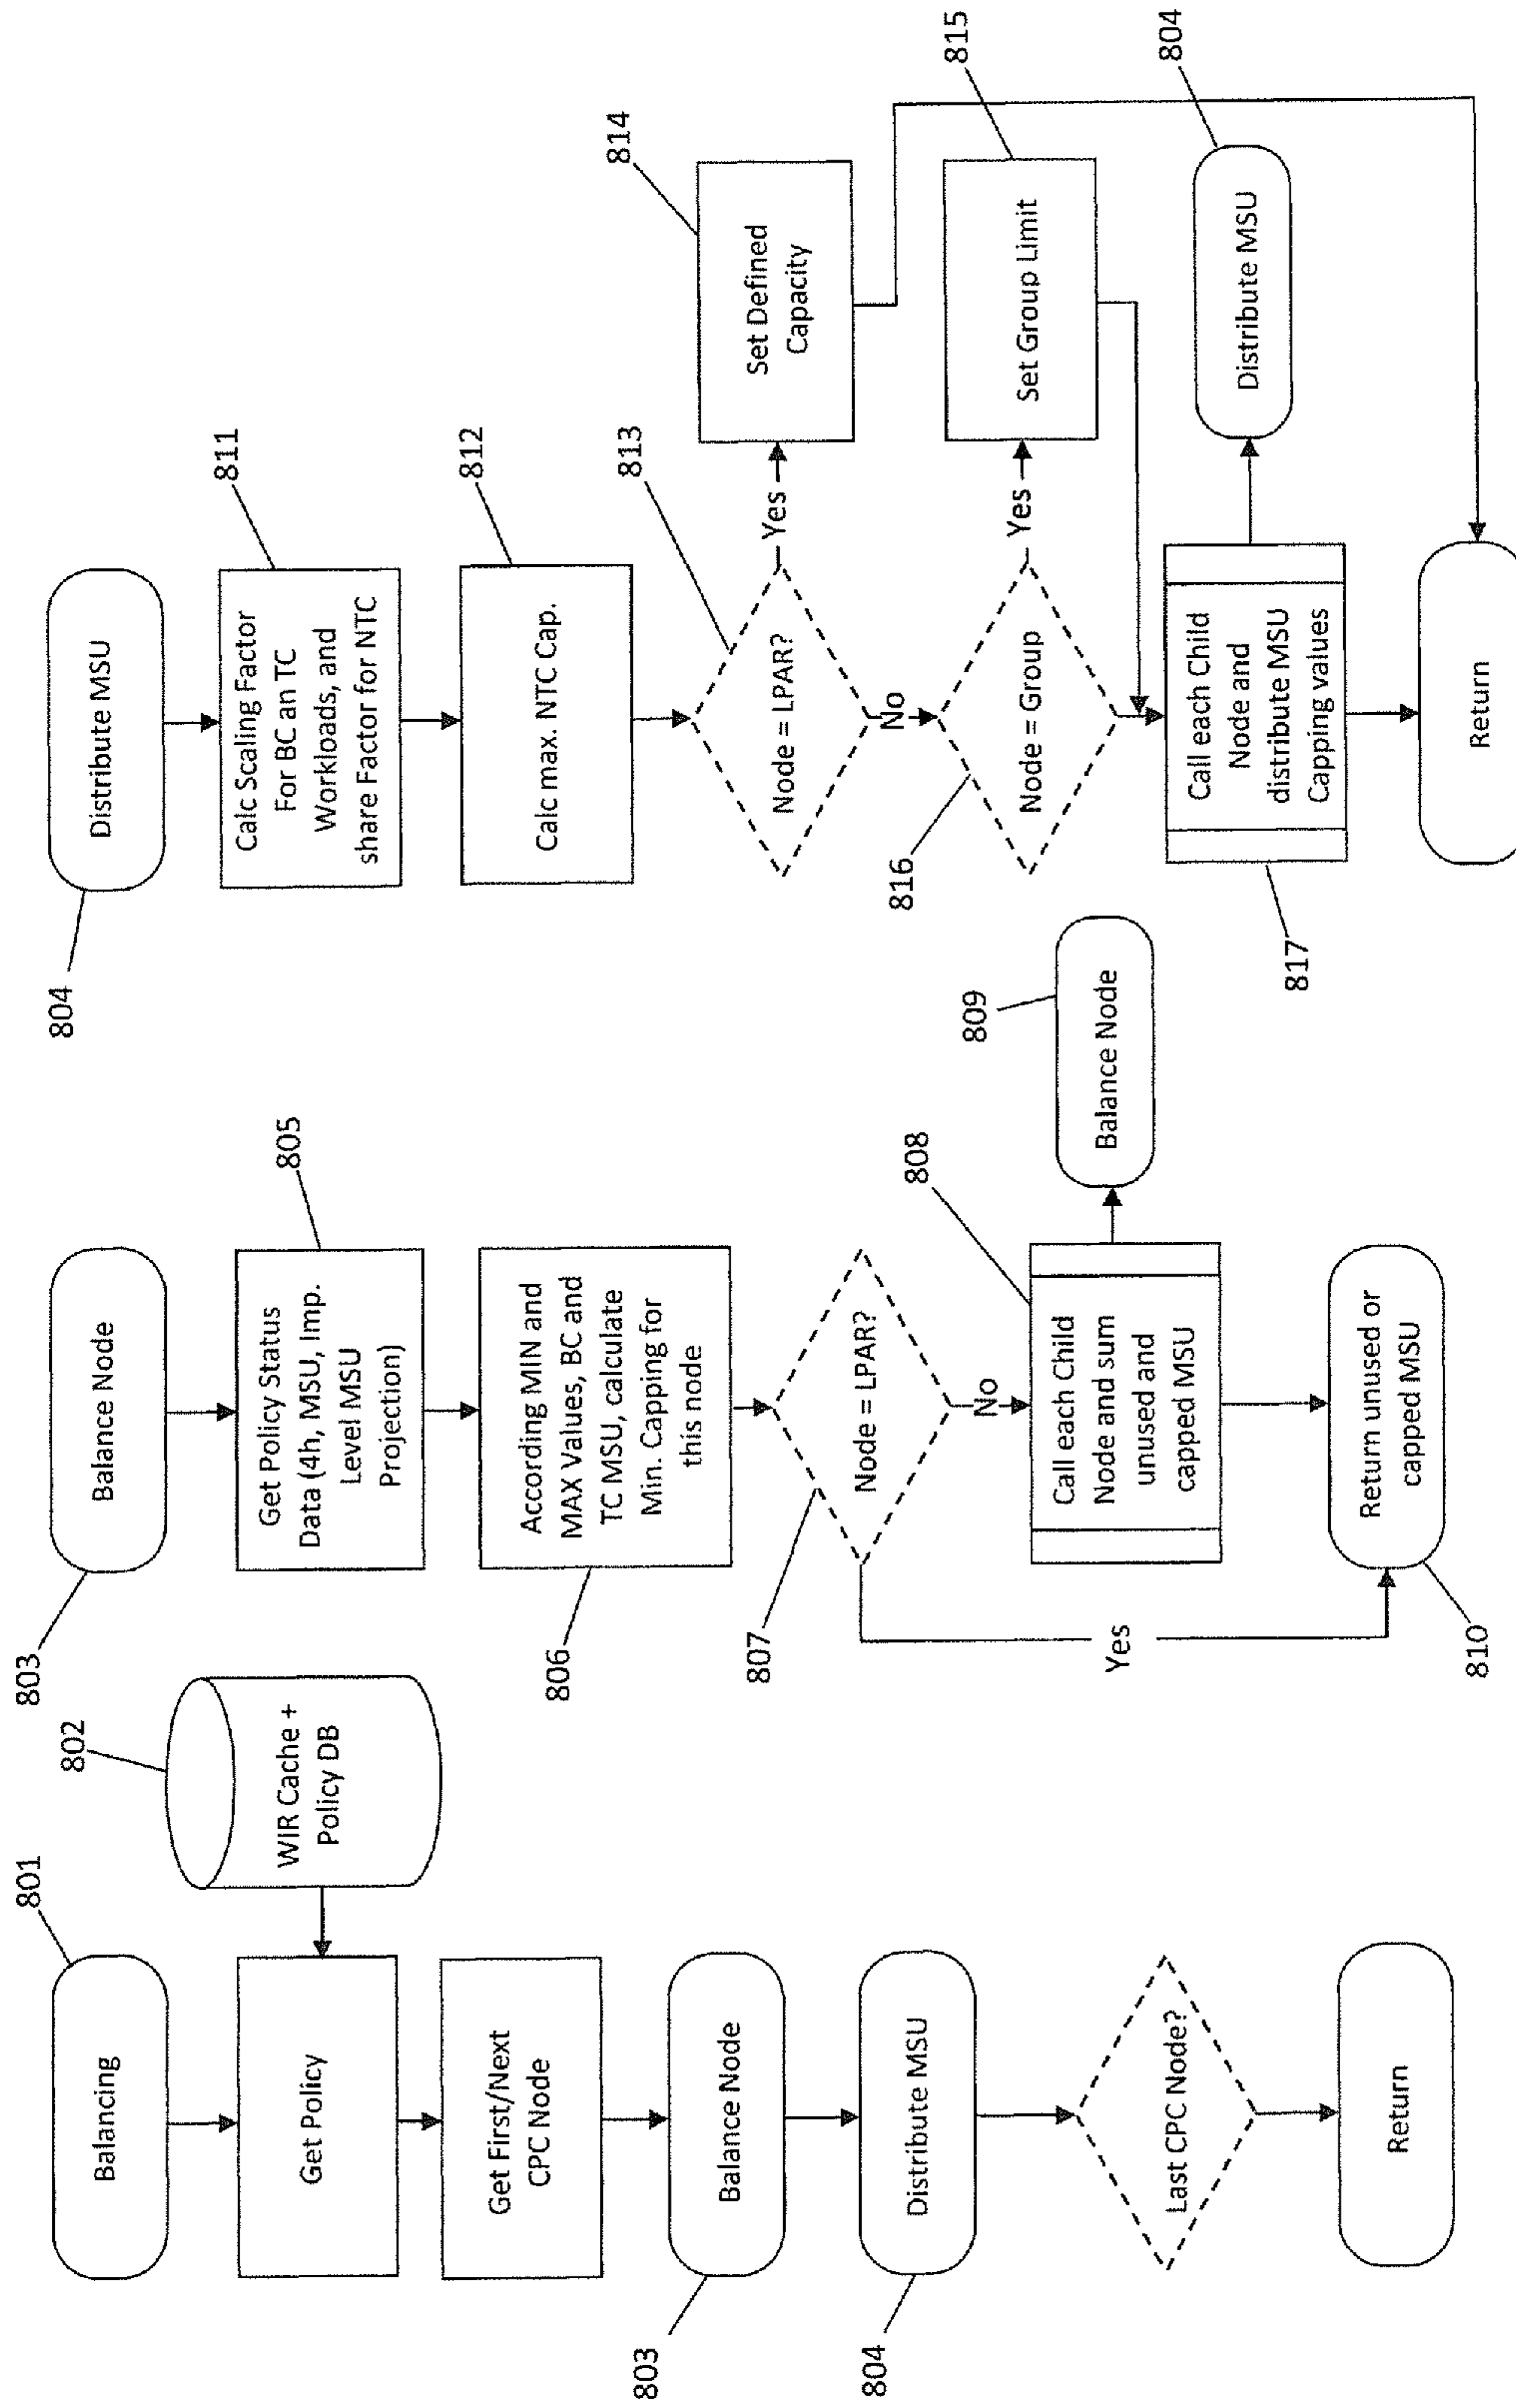 801
Balancing
802
WIR Cache +
Policy DB
Get Policy
Get First/Next
CPC Node
803
Balance Node
804
Distribute MSU
Last CPC Node?
Return
803
Balance Node
805
Get Policy Status
Data (4h, MSU, Imp.
Level MSU
Projection)
806
According MIN and
MAX Values, BC and
TC MSU, calculate
Min. Capping for
this node
807
Node = LPAR?
Yes
No
808
Call each Child
Node and sum
unused and
capped MSU
809
Balance Node
810
Return unused or
capped MSU
804
Distribute MSU
811
Calc Scaling Factor
For BC an TC
Workloads, and
share Factor for NTC
812
Calc max. NTC Cap.
813
Node = LPAR?
Yes
814
Set Defined
Capacity
No
816
Node = Group
Yes
815
Set Group Limit
817
Call each Child
Node and
distribute MSU
Capping values
804
Distribute MSU
Return